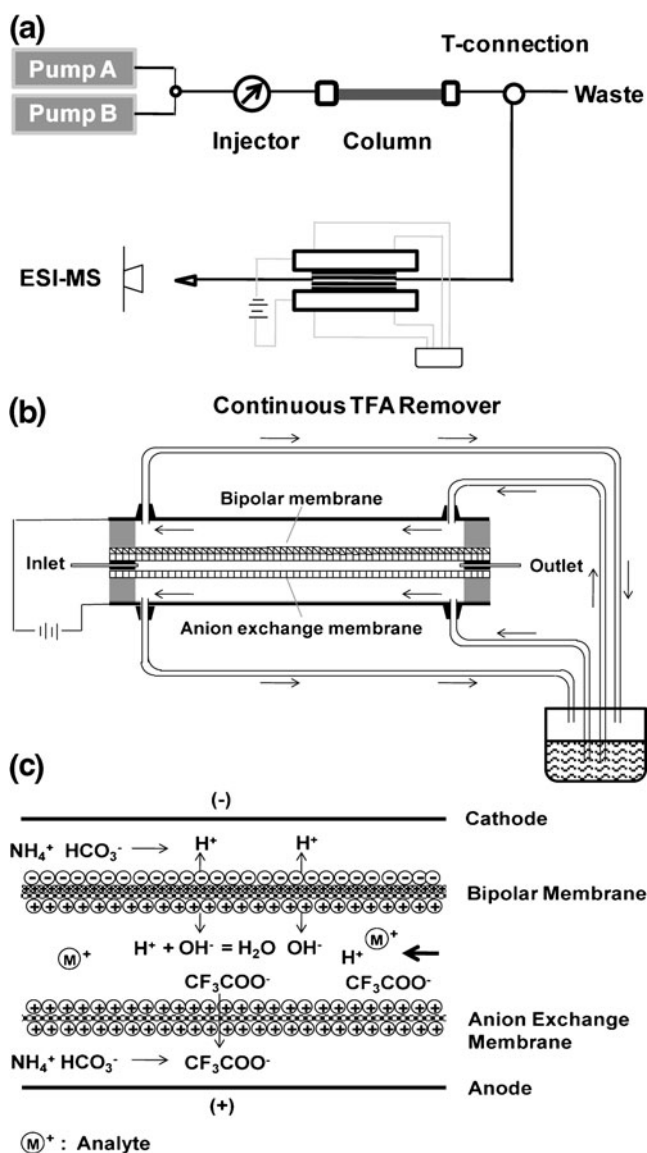 (a)
Pump A
Pump B
T-connection
Waste
Injector
Column
ESI-MS
(b)
Continuous TFA Remover
Bipolar membrane
Inlet
Outlet
Anion exchange membrane
(c)
(-)
Cathode
NH₄⁺ HCO₃⁻ H⁺ H⁺
Bipolar Membrane
H⁺ + OH⁻ = H₂O OH⁻ H⁺ M⁺
M⁺
CF₃COO⁻ CF₃COO⁻
Anion Exchange
Membrane
NH₄⁺ HCO₃⁻ CF₃COO⁻
Anode
(+)
M⁺ : Analyte